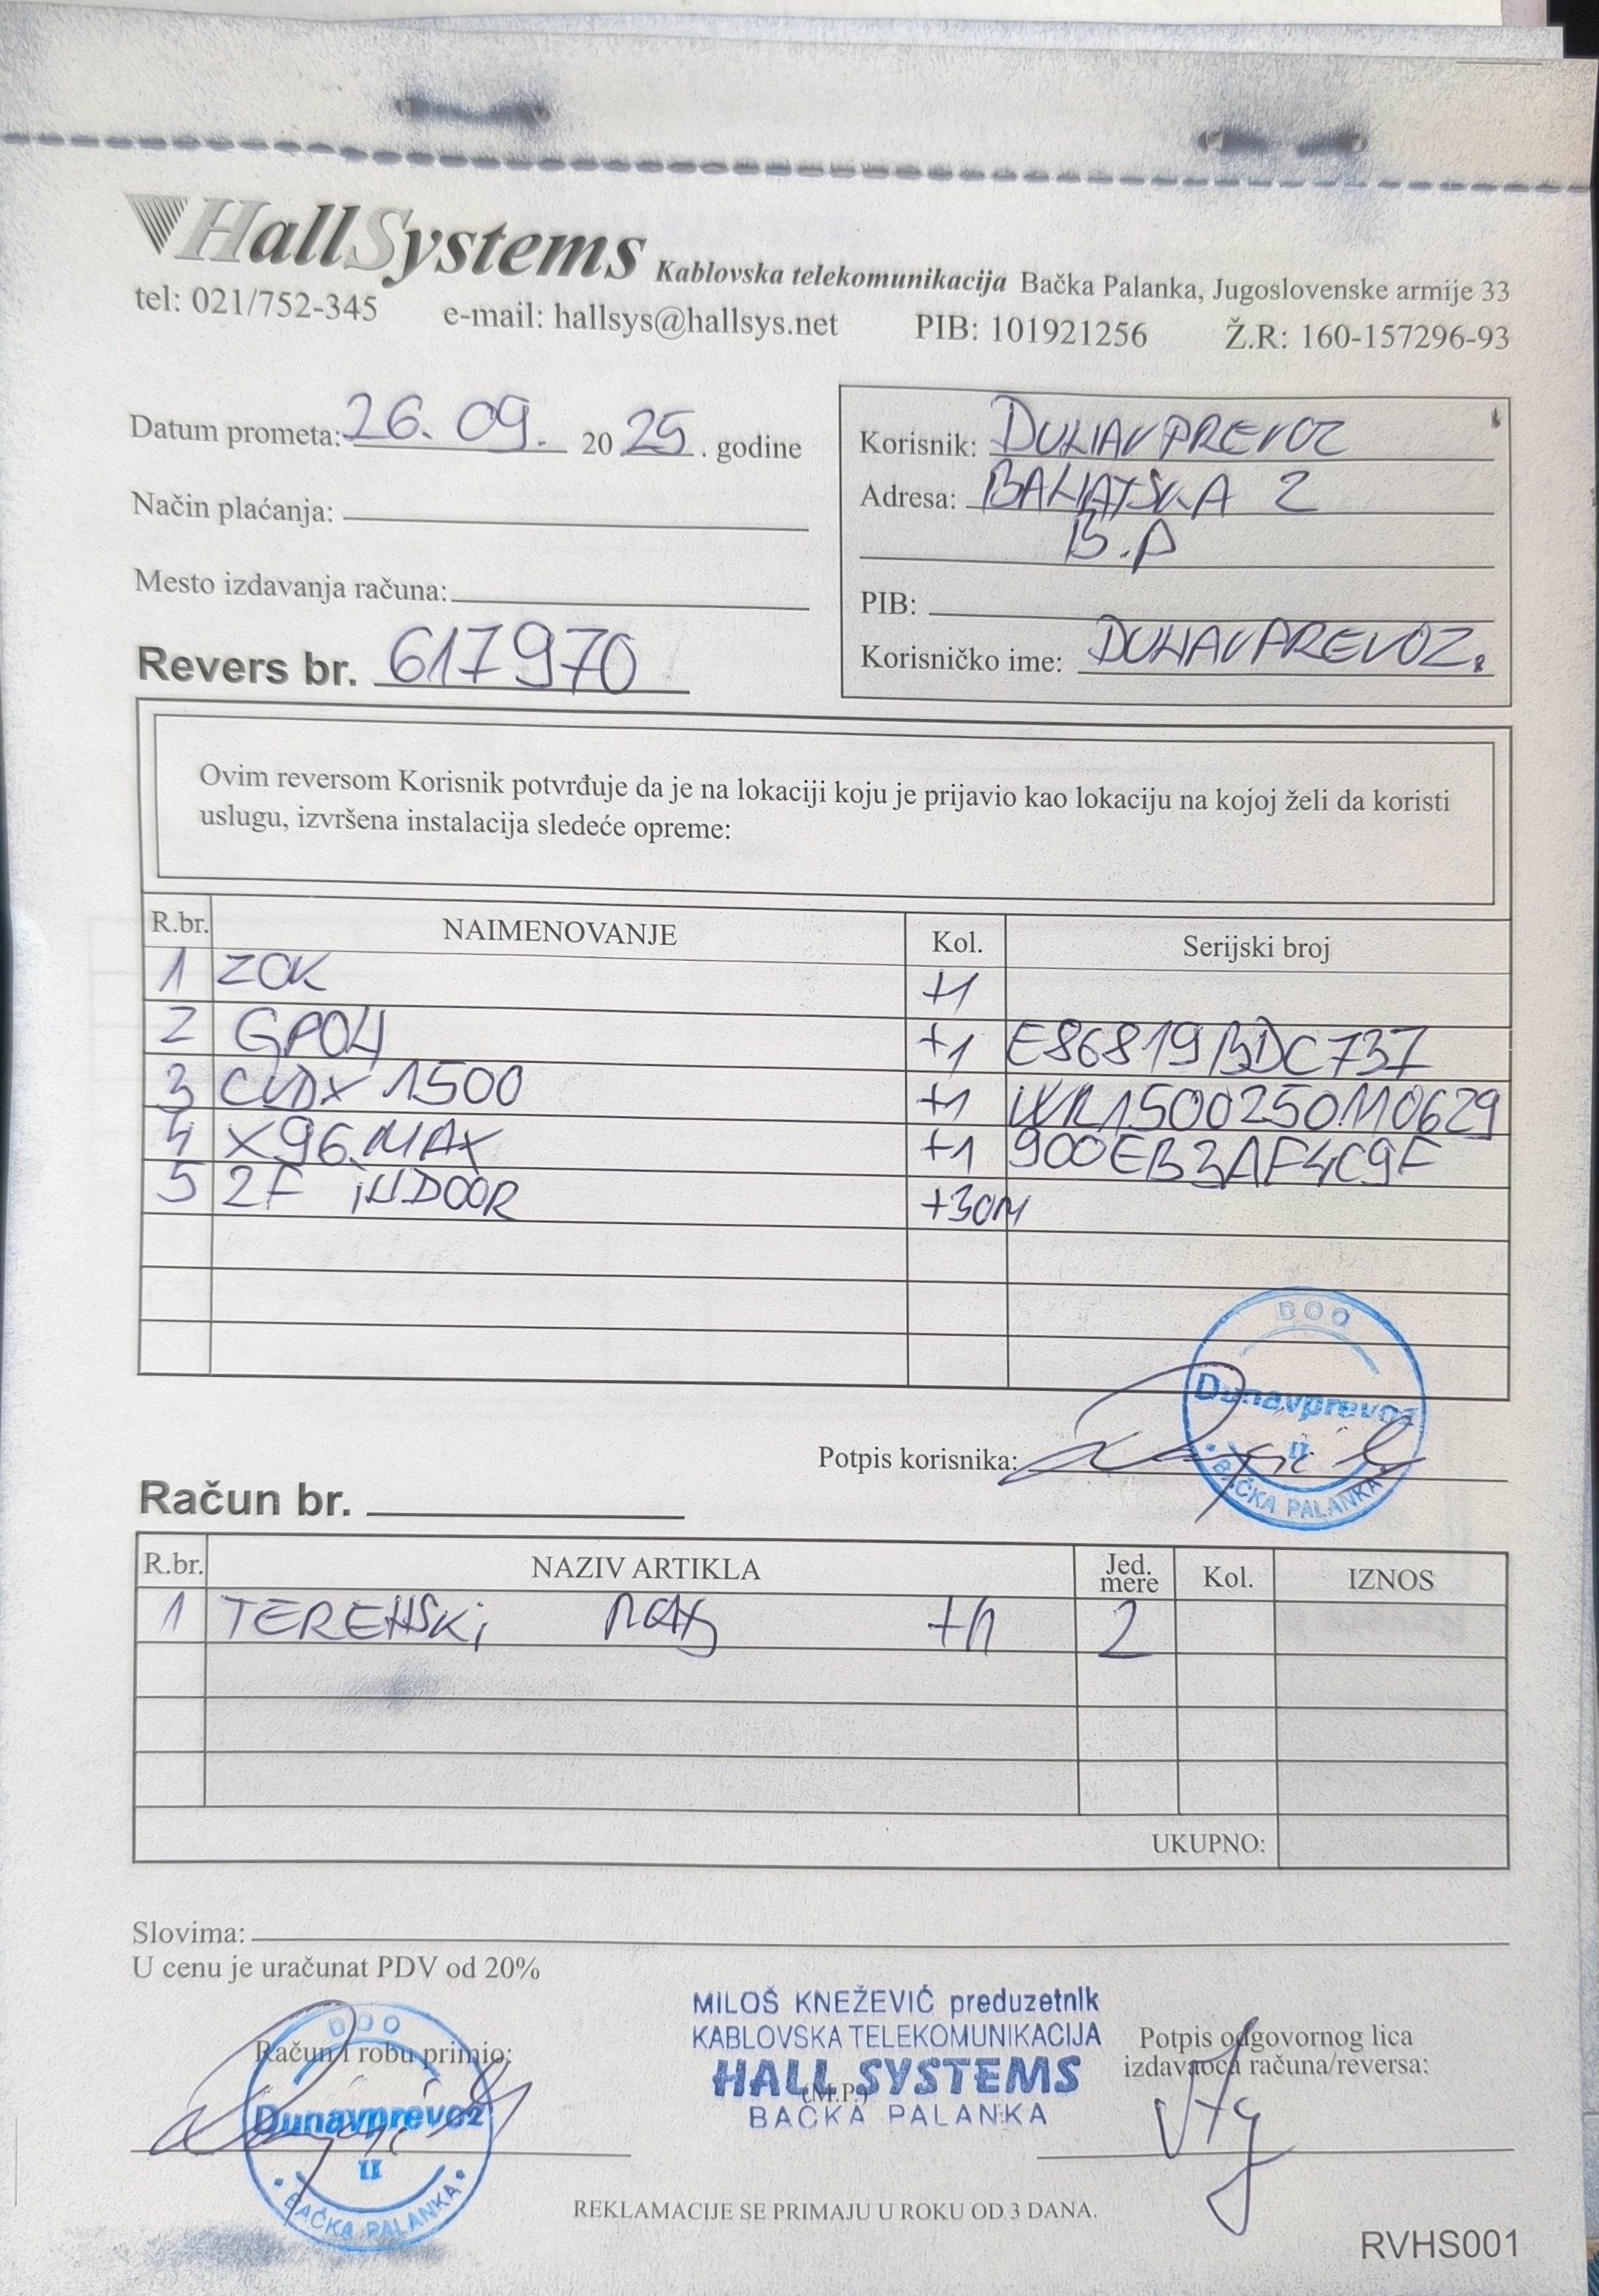 HallSystems Kablovska telekomunikacija Bačka Palanka, Jugoslovenske armije 33
tel: 021/752-345 e-mail: hallsys@hallsys.net PIB: 101921256 Ž.R: 160-157296-93
Datum prometa: 26.09. 2025. godine
Način plaćanja:
Mesto izdavanja računa:
Revers br. 617970
Korisnik: DUNAVPREVOZ
Adresa: BANATSKA 2
B.P
PIB:
Korisničko ime: DUNAVPREVOZ.
Ovim reversom Korisnik potvrđuje da je na lokaciji koju je prijavio kao lokaciju na kojoj želi da koristi
uslugu, izvršena instalacija sledeće opreme:
R.br. NAIMENOVANJE Kol. Serijski broj
1 ZOK +1
2 GPON +1 E86819BDC737
3 CUDY 1500 +1 WR1500250110629
4 X96 MAX +1 900EB3AF4C9F
5 2F INDOOR +30M
DOO
Dunavprevoz
II
BAČKA PALANKA
Potpis korisnika:
Račun br.
R.br. NAZIV ARTIKLA Jed. mere Kol. IZNOS
1 TERENSKI RAD +h 2
UKUPNO:
Slovima:
U cenu je uračunat PDV od 20%
DOO
Račun i robu primio:
Dunavprevoz
II
BAČKA PALANKA
MILOŠ KNEŽEVIĆ preduzetnik
KABLOVSKA TELEKOMUNIKACIJA
HALL SYSTEMS
(M.P.)
BAČKA PALANKA
Potpis odgovornog lica
izdavaoca računa/reversa:
REKLAMACIJE SE PRIMAJU U ROKU OD 3 DANA.
RVHS001